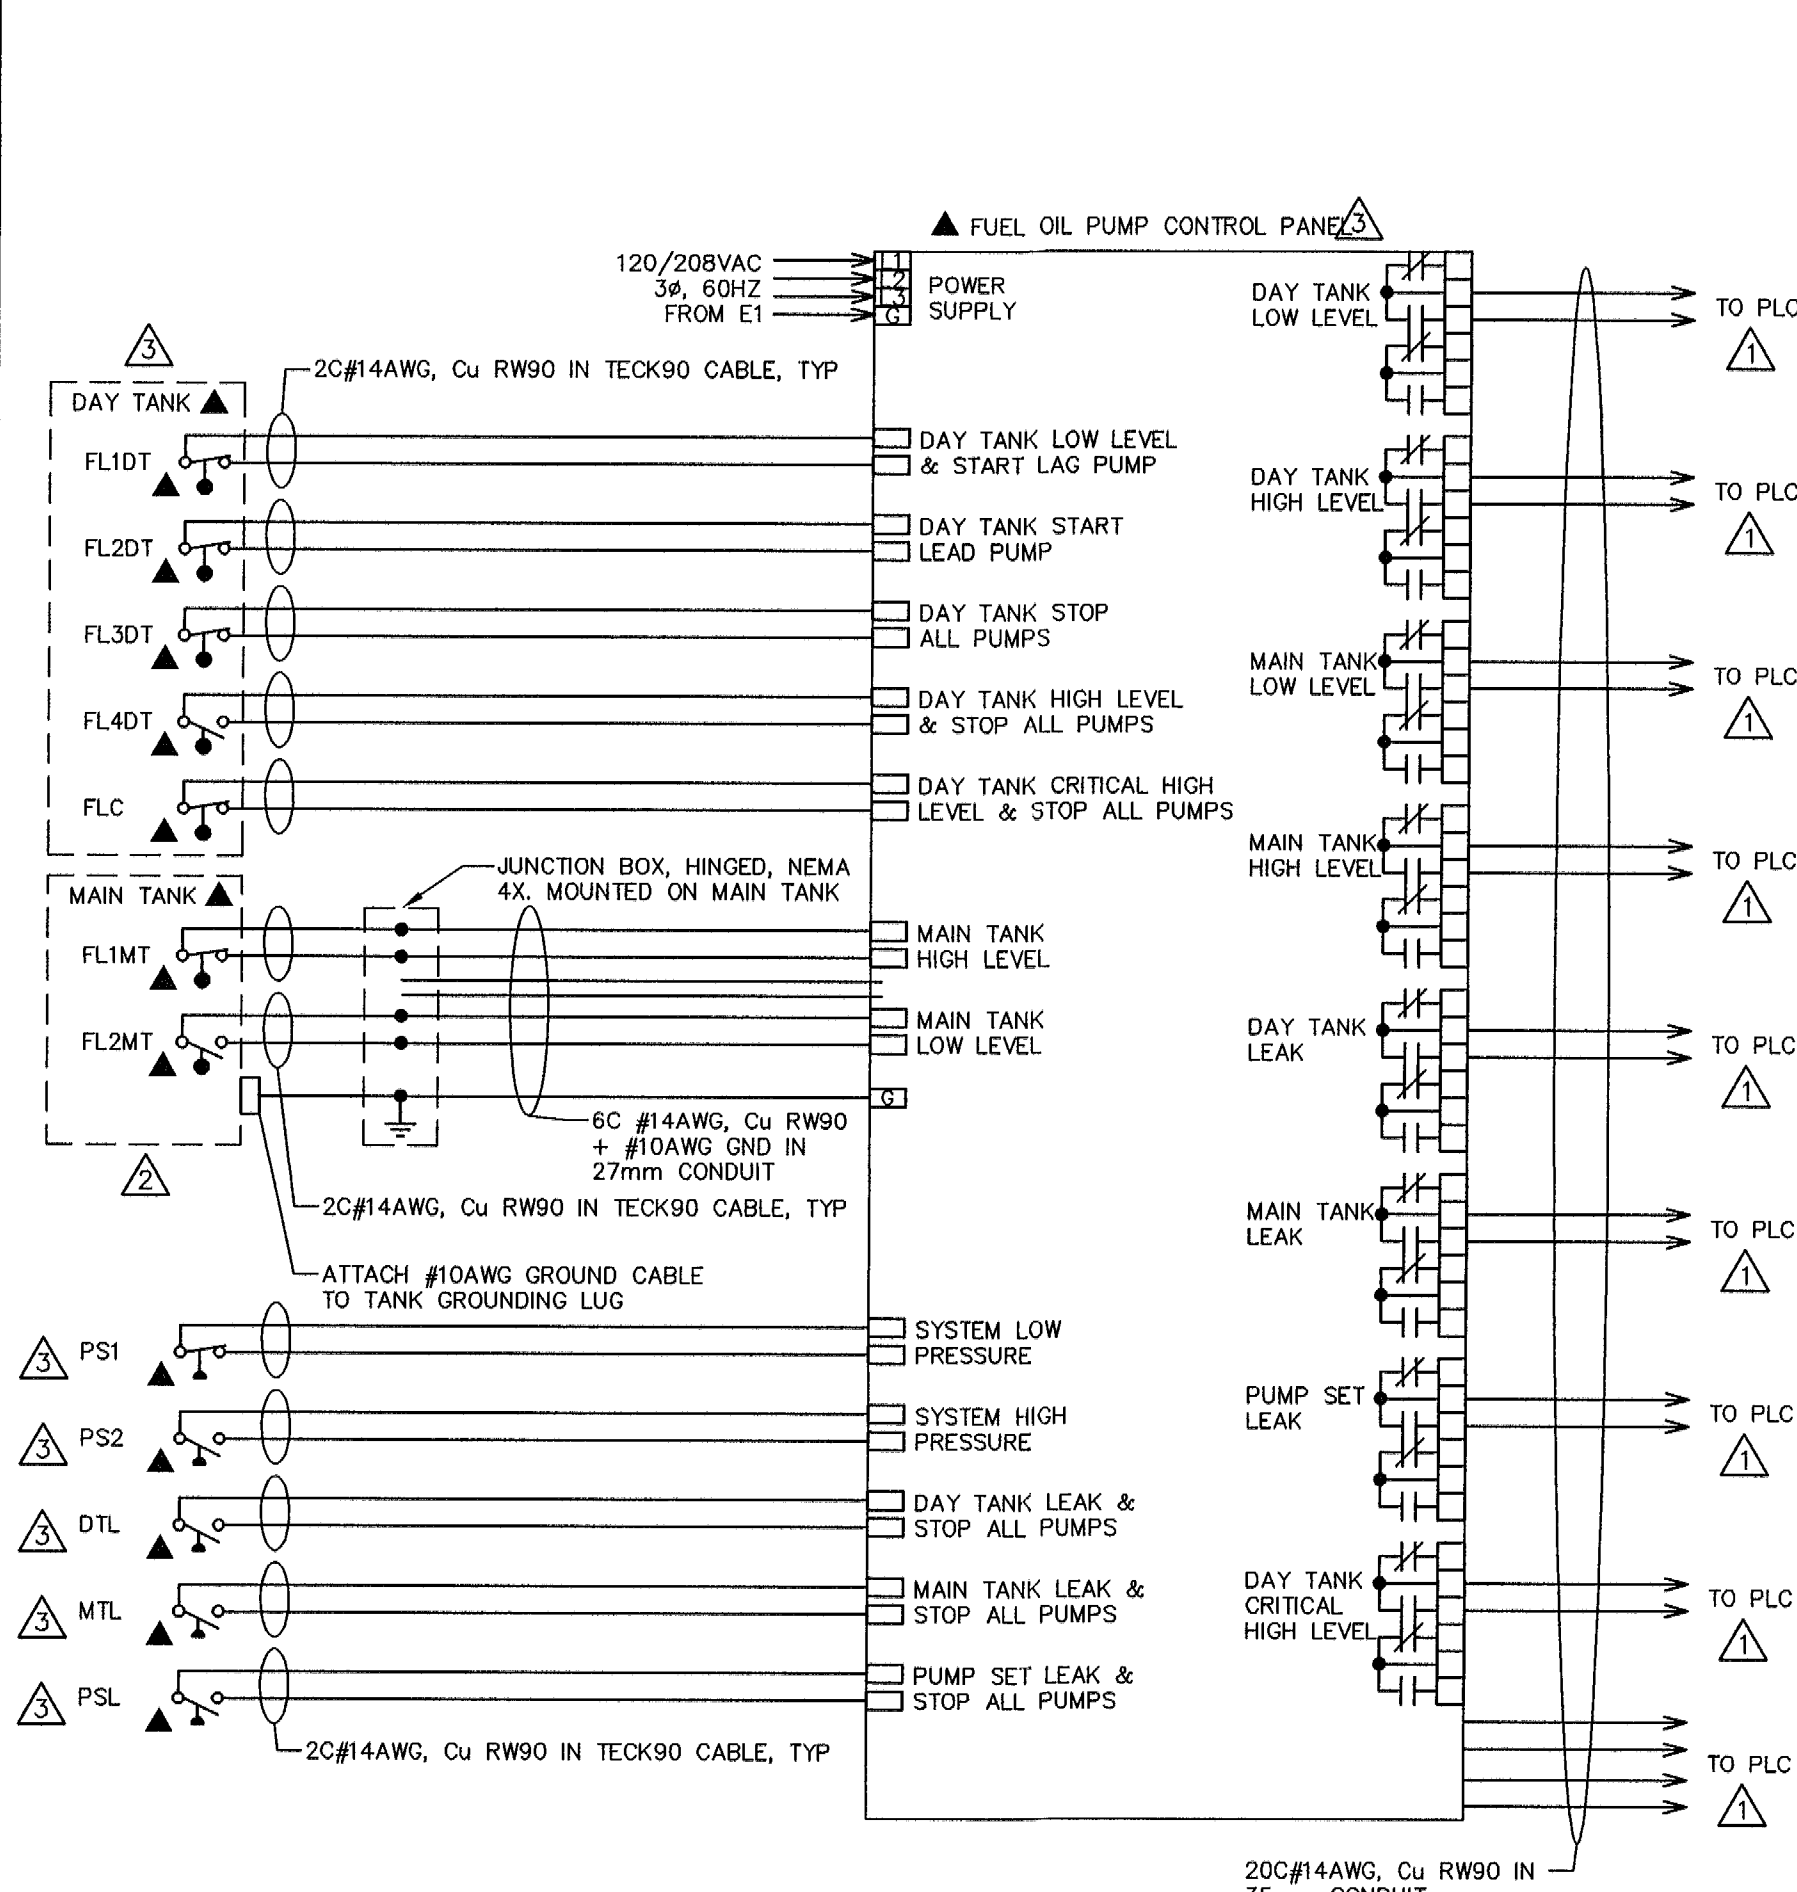 FUEL OIL PUMP CONTROL PANEL 3
120/208VAC
3ø, 60HZ
FROM E1
L1
L2
L3
G
POWER
SUPPLY
3
2C#14AWG, Cu RW90 IN TECK90 CABLE, TYP
DAY TANK
FL1DT
DAY TANK LOW LEVEL
& START LAG PUMP
FL2DT
DAY TANK START
LEAD PUMP
FL3DT
DAY TANK STOP
ALL PUMPS
FL4DT
DAY TANK HIGH LEVEL
& STOP ALL PUMPS
FLC
DAY TANK CRITICAL HIGH
LEVEL & STOP ALL PUMPS
JUNCTION BOX, HINGED, NEMA
4X. MOUNTED ON MAIN TANK
MAIN TANK
FL1MT
MAIN TANK
HIGH LEVEL
FL2MT
MAIN TANK
LOW LEVEL
G
6C #14AWG, Cu RW90
+ #10AWG GND IN
27mm CONDUIT
2
2C#14AWG, Cu RW90 IN TECK90 CABLE, TYP
ATTACH #10AWG GROUND CABLE
TO TANK GROUNDING LUG
3 PS1
SYSTEM LOW
PRESSURE
3 PS2
SYSTEM HIGH
PRESSURE
3 DTL
DAY TANK LEAK &
STOP ALL PUMPS
3 MTL
MAIN TANK LEAK &
STOP ALL PUMPS
3 PSL
PUMP SET LEAK &
STOP ALL PUMPS
2C#14AWG, Cu RW90 IN TECK90 CABLE, TYP
DAY TANK
LOW LEVEL
TO PLC
1
DAY TANK
HIGH LEVEL
TO PLC
1
MAIN TANK
LOW LEVEL
TO PLC
1
MAIN TANK
HIGH LEVEL
TO PLC
1
DAY TANK
LEAK
TO PLC
1
MAIN TANK
LEAK
TO PLC
1
PUMP SET
LEAK
TO PLC
1
DAY TANK
CRITICAL
HIGH LEVEL
TO PLC
1
TO PLC
1
20C#14AWG, Cu RW90 IN